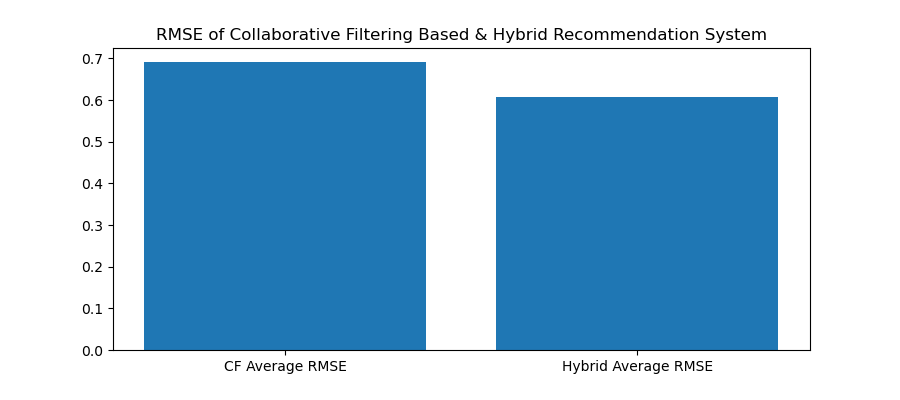 RMSE of Collaborative Filtering Based & Hybrid Recommendation System
0.7
0.6
0.5
0.4
0.3
0.2
0.1
0.0
CF Average RMSE
Hybrid Average RMSE